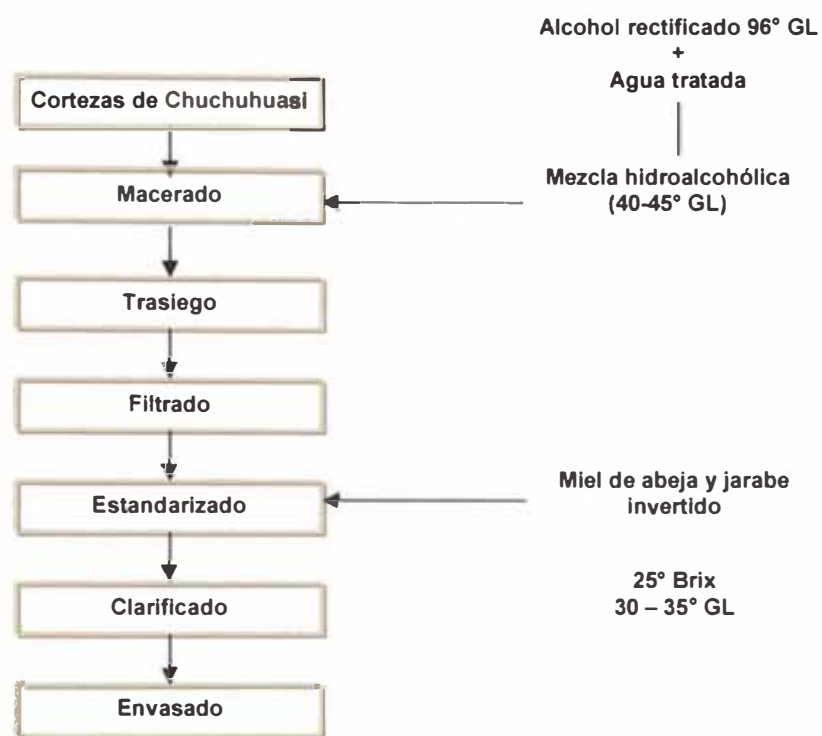 Alcohol rectificado 96° GL
+
Agua tratada
Cortezas de Chuchuhuasi
Mezcla hidroalcohólica
(40-45° GL)
Macerado
Trasiego
Filtrado
Miel de abeja y jarabe
invertido
Estandarizado
25° Brix
30 – 35° GL
Clarificado
Envasado